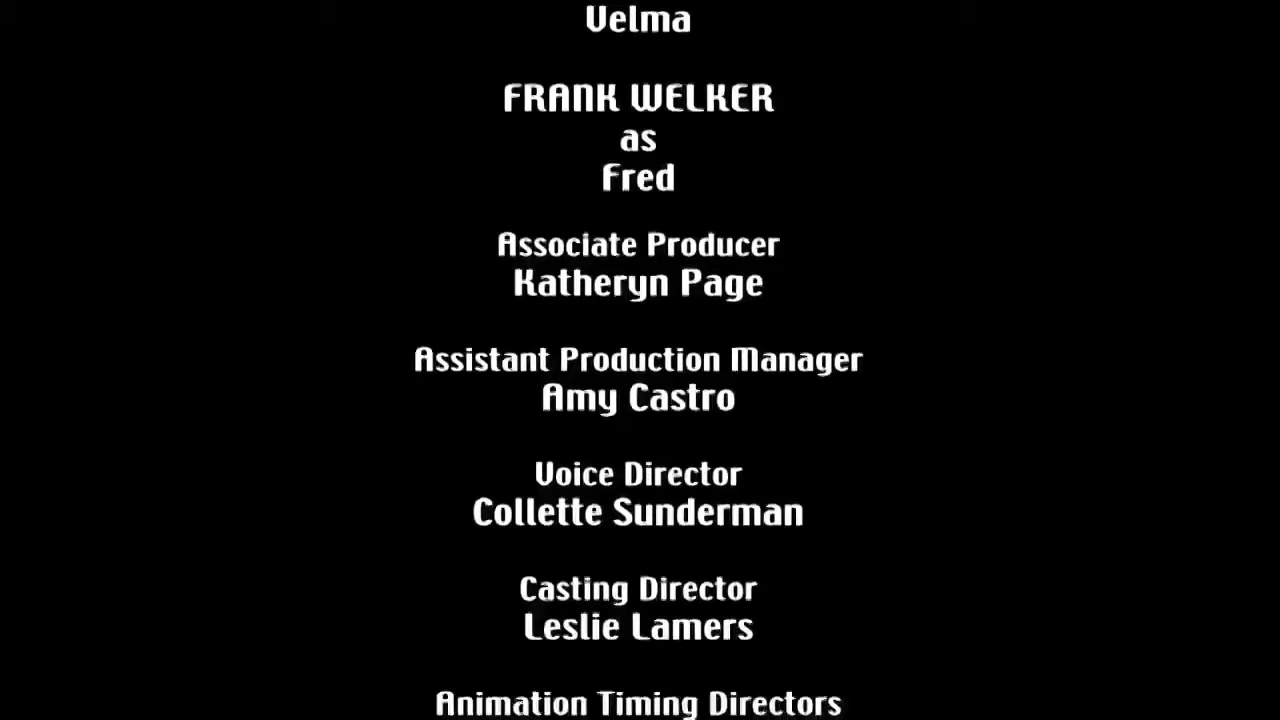 Velma
FRANK WELKER
as
Fred
Associate Producer
Katheryn Page
Assistant Production Manager
Amy Castro
Voice Director
Collette Sunderman
Casting Director
Leslie Lamers
Animation Timing Directors